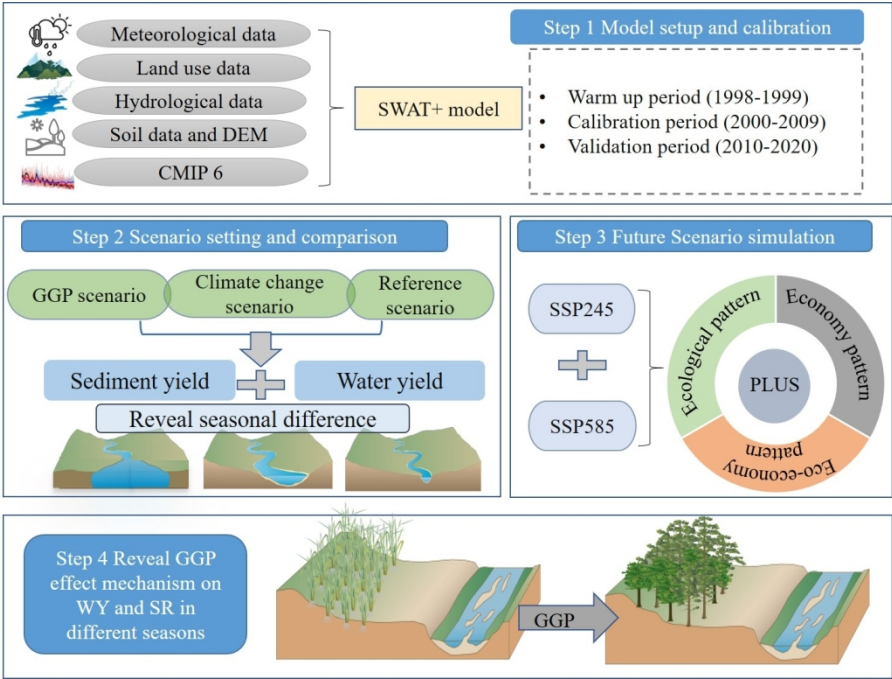 Step 1 Model setup and calibration
Meteorological data
Land use data
Hydrological data
Soil data and DEM
CMIP 6
SWAT+ model
• Warm up period (1998-1999)
• Calibration period (2000-2009)
• Validation period (2010-2020)
Step 2 Scenario setting and comparison
GGP scenario
Climate change
scenario
Reference
scenario
Sediment yield
Water yield
Reveal seasonal difference
Step 3 Future Scenario simulation
SSP245
SSP585
Ecological pattern
Economy pattern
PLUS
Eco-economy
pattern
Step 4 Reveal GGP
effect mechanism on
WY and SR in
different seasons
GGP